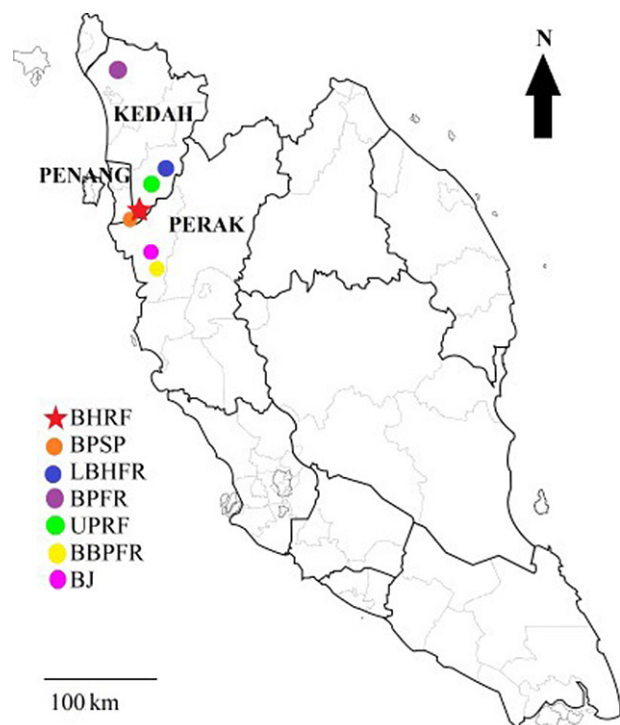 N
KEDAH
PENANG
PERAK
BHRF
BPSP
LBHFR
BPFR
UPRF
BBPFR
BJ
100 km